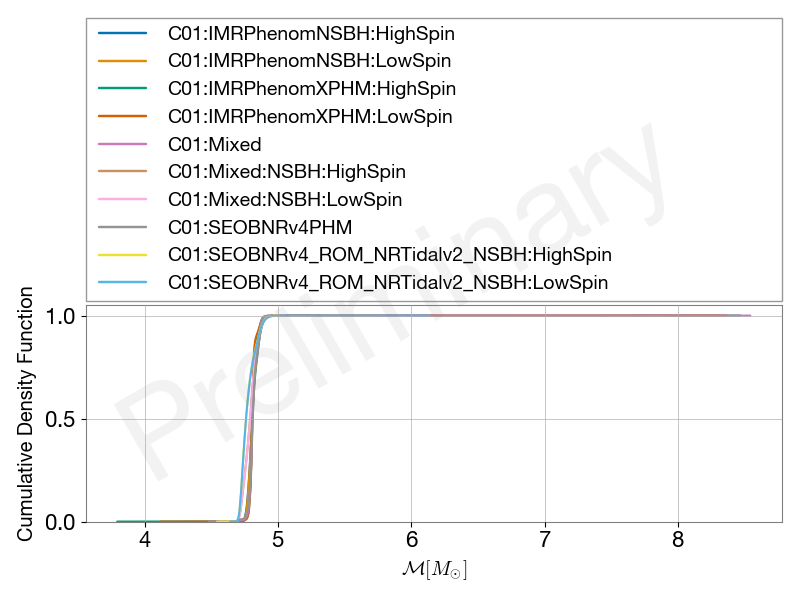 C01:IMRPhenomNSBH:HighSpin
C01:IMRPhenomNSBH:LowSpin
C01:IMRPhenomXPHM:HighSpin
C01:IMRPhenomXPHM:LowSpin
C01:Mixed
C01:Mixed:NSBH:HighSpin
C01:Mixed:NSBH:LowSpin
C01:SEOBNRv4PHM
C01:SEOBNRv4_ROM_NRTidalv2_NSBH:HighSpin
C01:SEOBNRv4_ROM_NRTidalv2_NSBH:LowSpin
Preliminary
Cumulative Density Function
1.0
0.5
0.0
4 5 6 7 8
ℳ[M⊙]